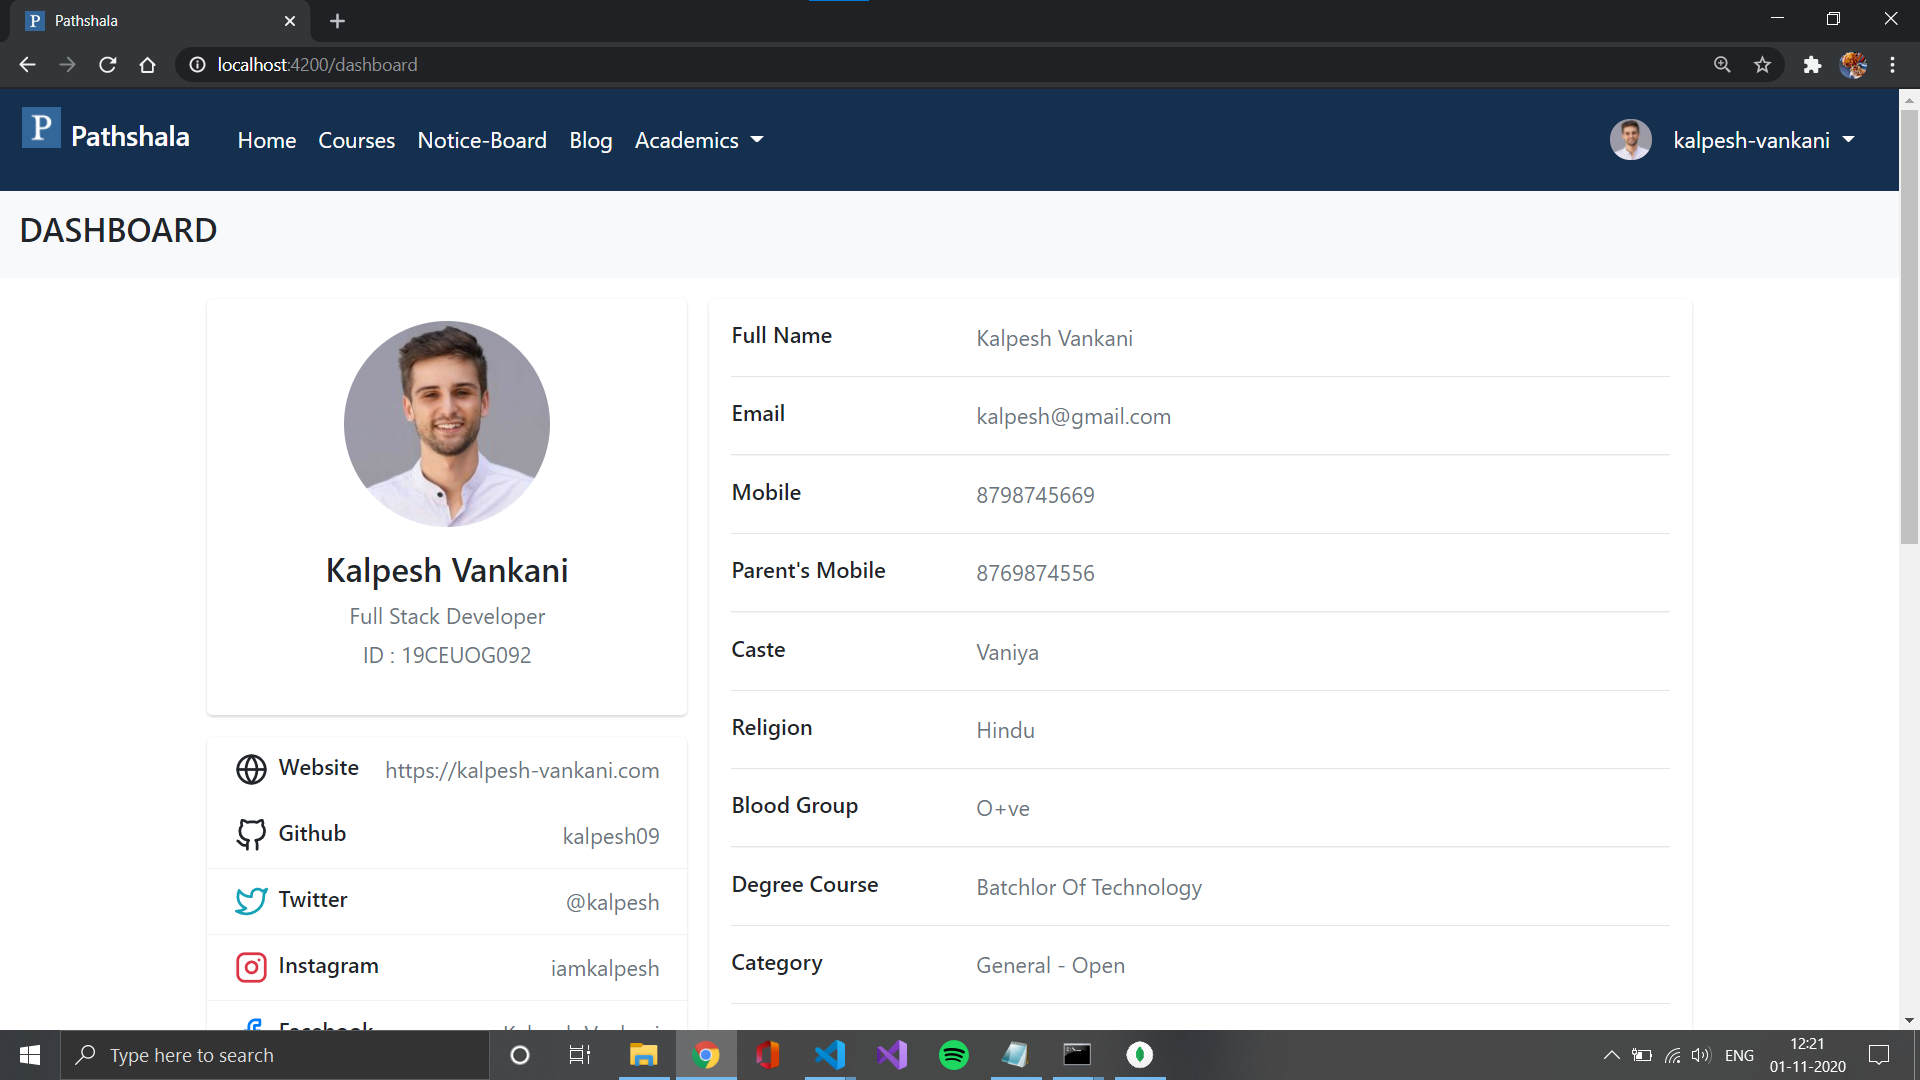 Pathshala
localhost:4200/dashboard
P Pathshala Home Courses Notice-Board Blog Academics kalpesh-vankani
DASHBOARD
Kalpesh Vankani
Full Stack Developer
ID : 19CEUOG092
Website https://kalpesh-vankani.com
Github kalpesh09
Twitter @kalpesh
Instagram iamkalpesh
Facebook Kalpesh Vankani
Full Name Kalpesh Vankani
Email kalpesh@gmail.com
Mobile 8798745669
Parent's Mobile 8769874556
Caste Vaniya
Religion Hindu
Blood Group O+ve
Degree Course Batchlor Of Technology
Category General - Open
Type here to search
ENG
12:21
01-11-2020